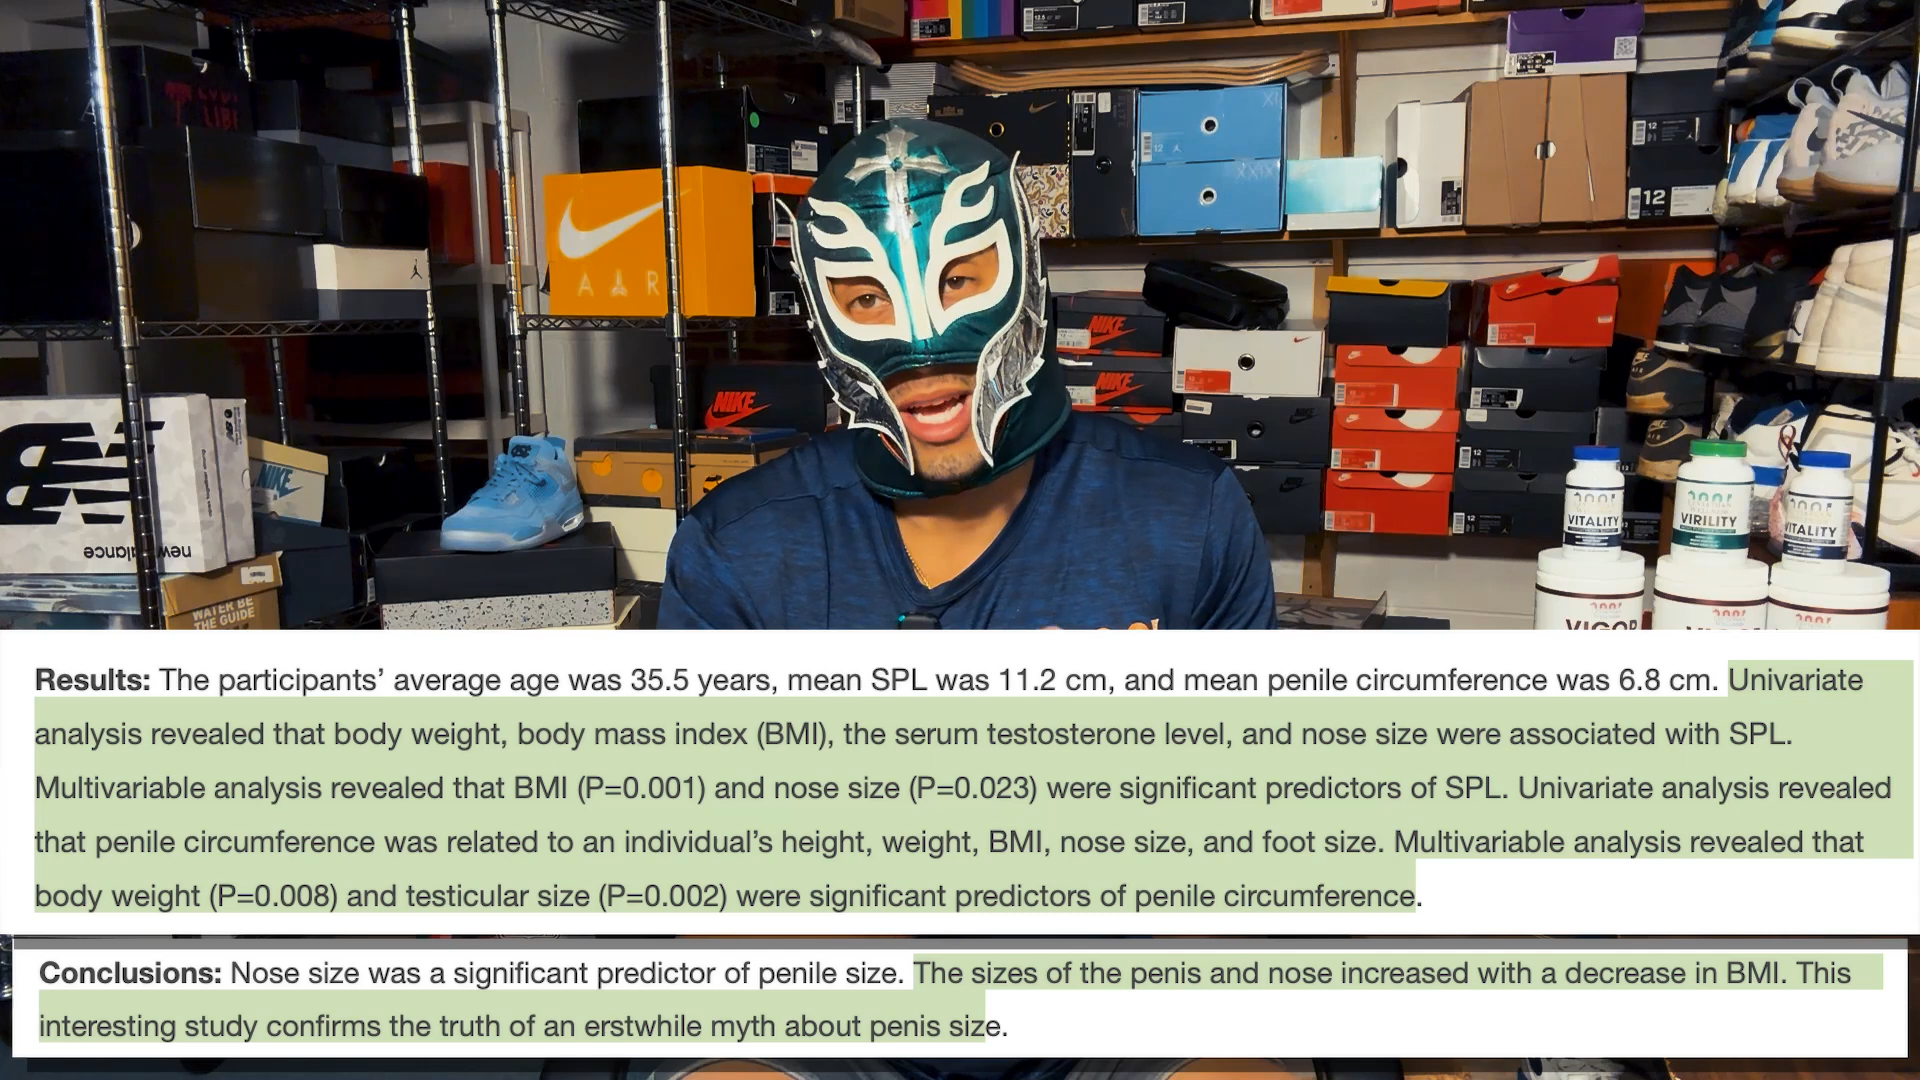 AIR
NIKE
NIKE
NIKE
NIKE
12
12
new balance
WATER BE
THE GUIDE
VITALITY
VIRILITY
VITALITY
VIGOR
Results: The participants’ average age was 35.5 years, mean SPL was 11.2 cm, and mean penile circumference was 6.8 cm. Univariate
analysis revealed that body weight, body mass index (BMI), the serum testosterone level, and nose size were associated with SPL.
Multivariable analysis revealed that BMI (P=0.001) and nose size (P=0.023) were significant predictors of SPL. Univariate analysis revealed
that penile circumference was related to an individual’s height, weight, BMI, nose size, and foot size. Multivariable analysis revealed that
body weight (P=0.008) and testicular size (P=0.002) were significant predictors of penile circumference.
Conclusions: Nose size was a significant predictor of penile size. The sizes of the penis and nose increased with a decrease in BMI. This
interesting study confirms the truth of an erstwhile myth about penis size.